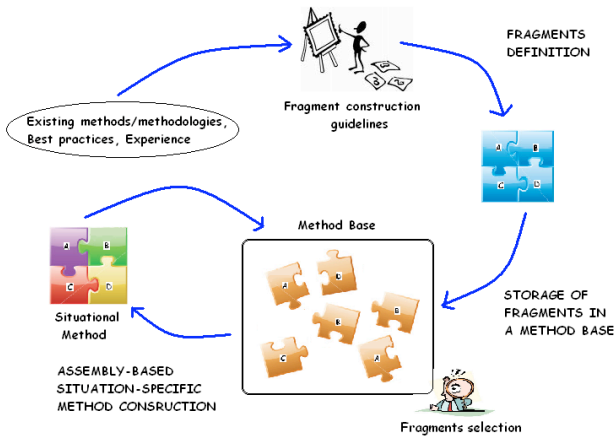 FRAGMENTS
DEFINITION
Fragment construction
guidelines
Existing methods/methodologies,
Best practices, Experience
A
B
C
D
Method Base
A
B
C
D
Situational
Method
A
D
B
B
C
A
STORAGE OF
FRAGMENTS IN
A METHOD BASE
ASSEMBLY-BASED
SITUATION-SPECIFIC
METHOD CONSRUCTION
Fragments selection